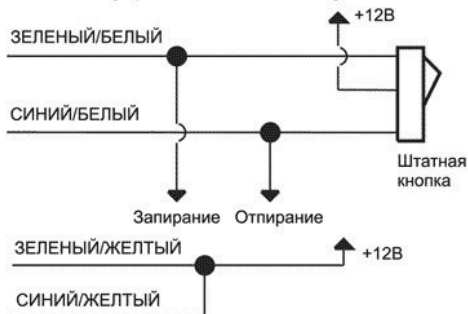 +12В
ЗЕЛЕНЫЙ/БЕЛЫЙ
СИНИЙ/БЕЛЫЙ
Штатная
кнопка
Запирание Отпирание
ЗЕЛЕНЫЙ/ЖЕЛТЫЙ
+12В
СИНИЙ/ЖЕЛТЫЙ